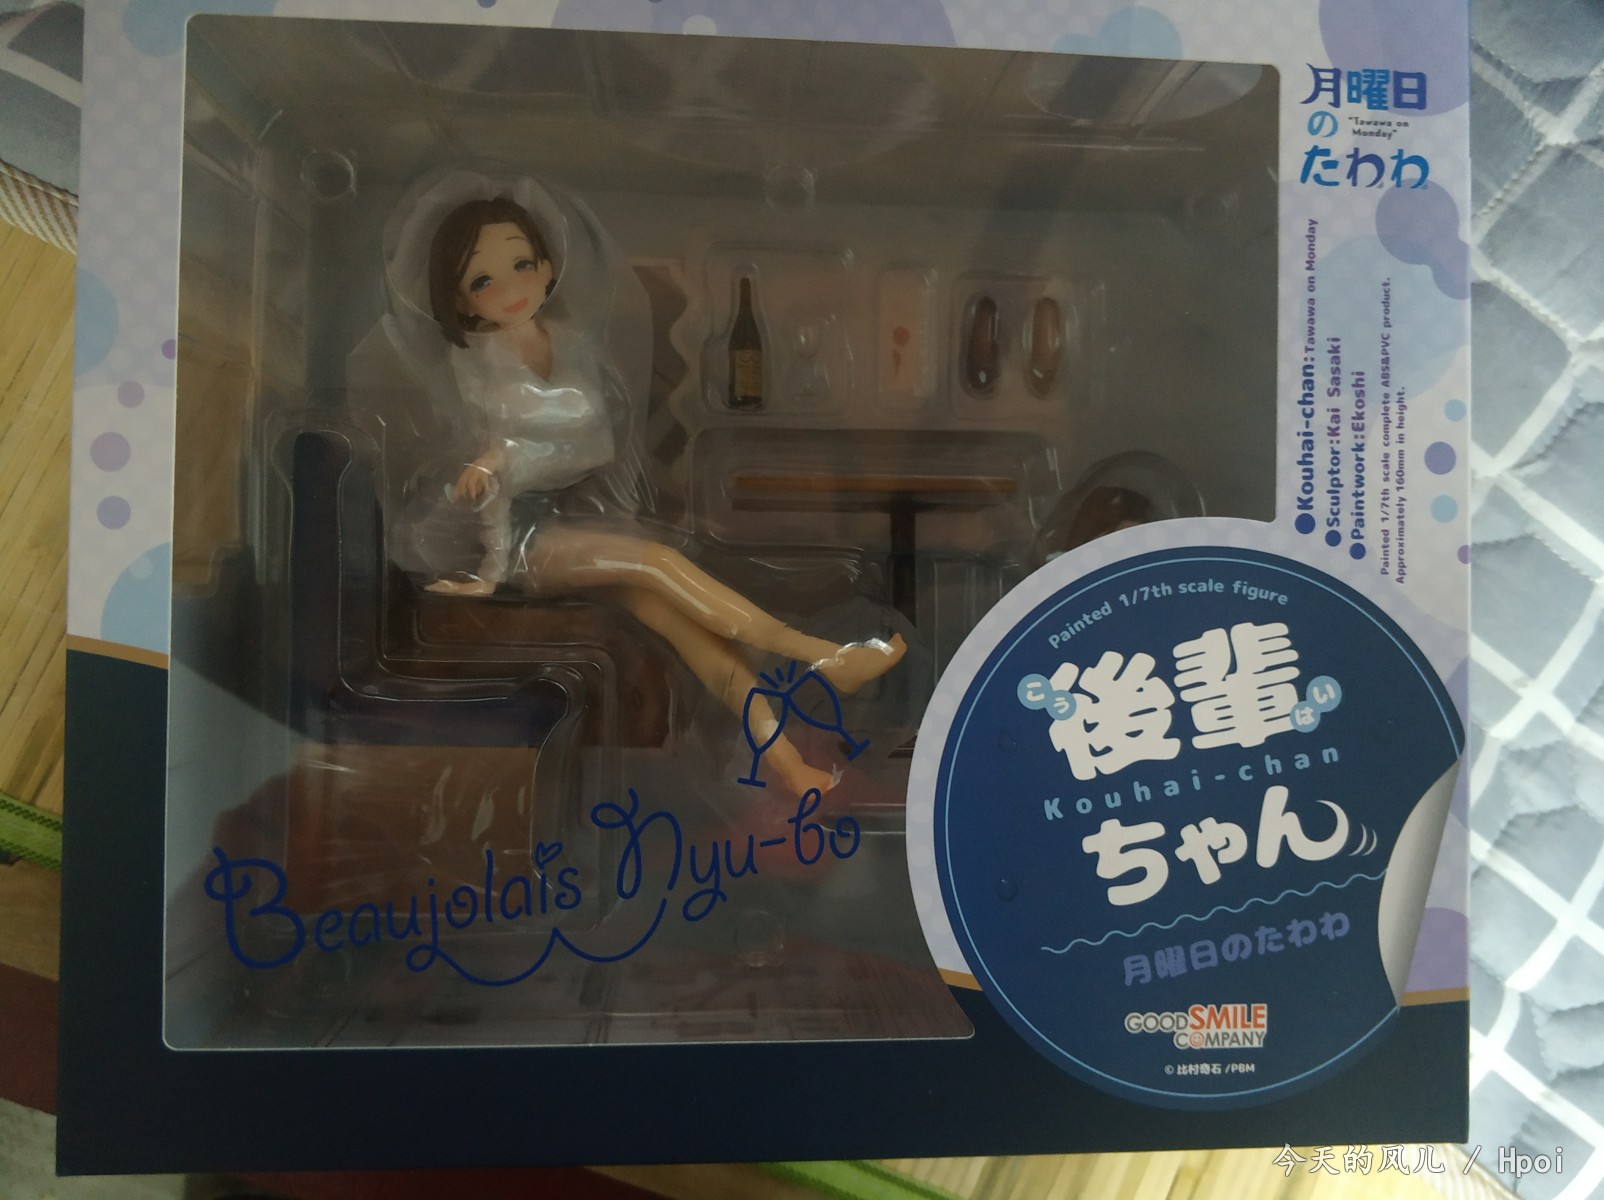 月曜日
の
"Tawawa on
Monday"
たわわ
●Kouhai-chan:Tawawa on Monday
●Sculptor:Kai Sasaki
●Paintwork:Ekoshi
Painted 1/7th scale complete ABS&PVC product.
Approximately 160mm in height.
Painted 1/7th scale figure
こう
後輩
はい
Kouhai-chan
ちゃん
月曜日のたわわ
GOOD SMILE
COMPANY
© 比村奇石 /PBM
Beaujolais Nyu-bo
今天的风儿 / Hpoi